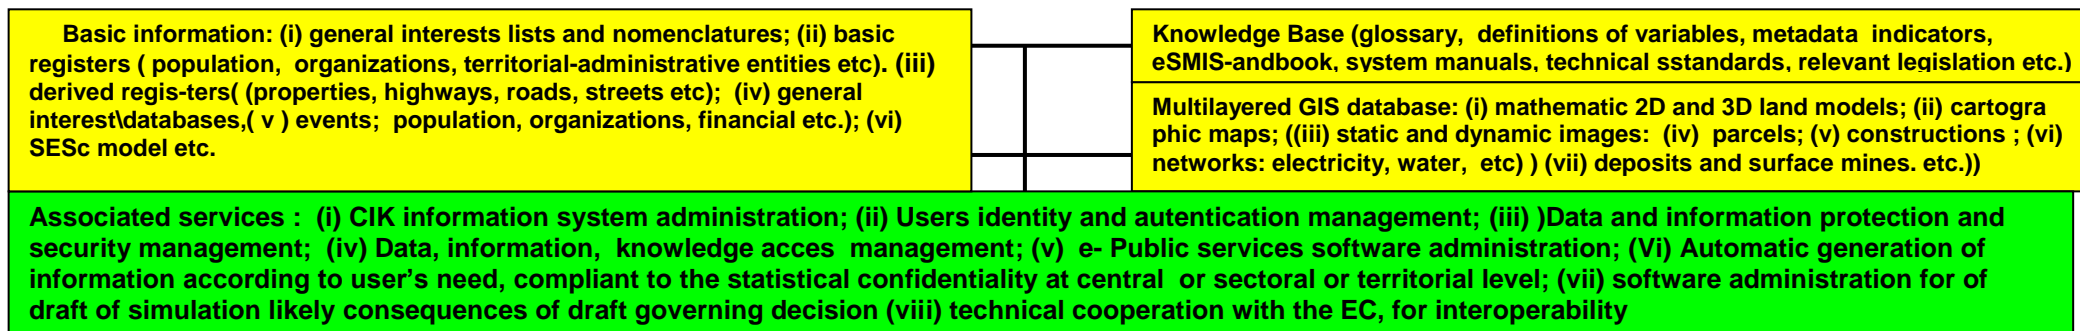 Basic information: (i) general interests lists and nomenclatures; (ii) basic
registers ( population, organizations, territorial-administrative entities etc). (iii)
derived regis-ters( (properties, highways, roads, streets etc); (iv) general
interest\databases,( v ) events; population, organizations, financial etc.); (vi)
SESc model etc.
Knowledge Base (glossary, definitions of variables, metadata indicators,
eSMIS-andbook, system manuals, technical sstandards, relevant legislation etc.)
Multilayered GIS database: (i) mathematic 2D and 3D land models; (ii) cartogra
phic maps; ((iii) static and dynamic images: (iv) parcels; (v) constructions ; (vi)
networks: electricity, water, etc) ) (vii) deposits and surface mines. etc.))
Associated services : (i) CIK information system administration; (ii) Users identity and autentication management; (iii) )Data and information protection and
security management; (iv) Data, information, knowledge acces management; (v) e- Public services software administration; (Vi) Automatic generation of
information according to user’s need, compliant to the statistical confidentiality at central or sectoral or territorial level; (vii) software administration for of
draft of simulation likely consequences of draft governing decision (viii) technical cooperation with the EC, for interoperability